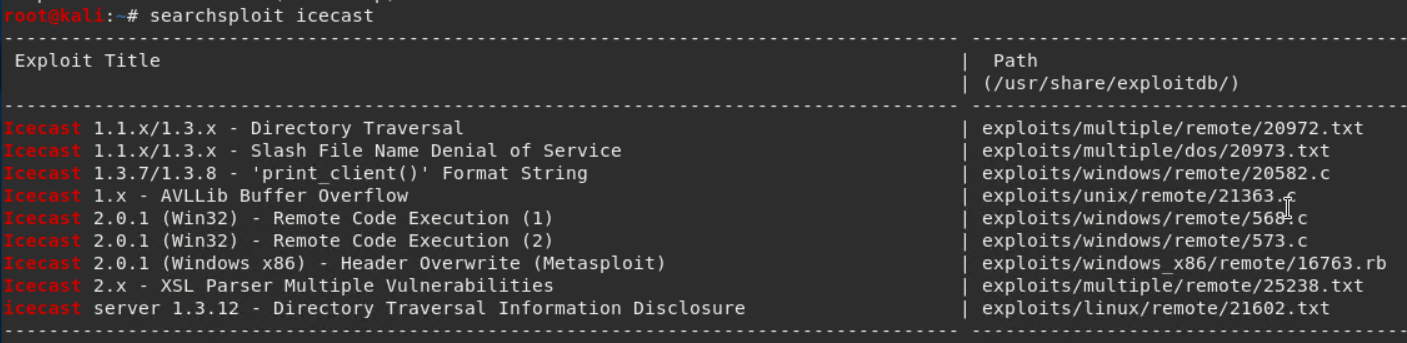 root@kali:~# searchsploit icecast
---------------------------------------------------------------------------------- ----------------------------------------
 Exploit Title | Path
 | (/usr/share/exploitdb/)
---------------------------------------------------------------------------------- ----------------------------------------
Icecast 1.1.x/1.3.x - Directory Traversal | exploits/multiple/remote/20972.txt
Icecast 1.1.x/1.3.x - Slash File Name Denial of Service | exploits/multiple/dos/20973.txt
Icecast 1.3.7/1.3.8 - 'print_client()' Format String | exploits/windows/remote/20582.c
Icecast 1.x - AVLLib Buffer Overflow | exploits/unix/remote/21363.c
Icecast 2.0.1 (Win32) - Remote Code Execution (1) | exploits/windows/remote/568.c
Icecast 2.0.1 (Win32) - Remote Code Execution (2) | exploits/windows/remote/573.c
Icecast 2.0.1 (Windows x86) - Header Overwrite (Metasploit) | exploits/windows_x86/remote/16763.rb
Icecast 2.x - XSL Parser Multiple Vulnerabilities | exploits/multiple/remote/25238.txt
icecast server 1.3.12 - Directory Traversal Information Disclosure | exploits/linux/remote/21602.txt
---------------------------------------------------------------------------------- ----------------------------------------